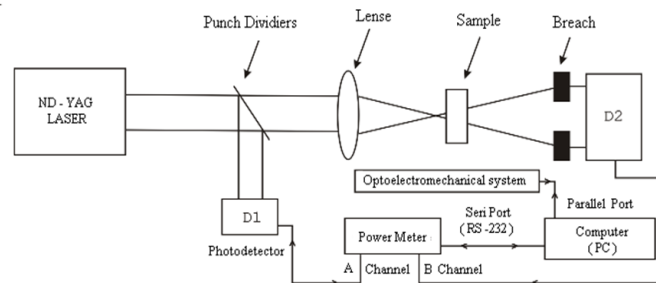 Punch Dividiers
Lense
Sample
Breach
ND - YAG
LASER
D2
Optoelectromechanical system
D1
Seri Port
(RS -232)
Parallel Port
Photodetector
Power Meter
Computer
(PC)
A Channel
B Channel